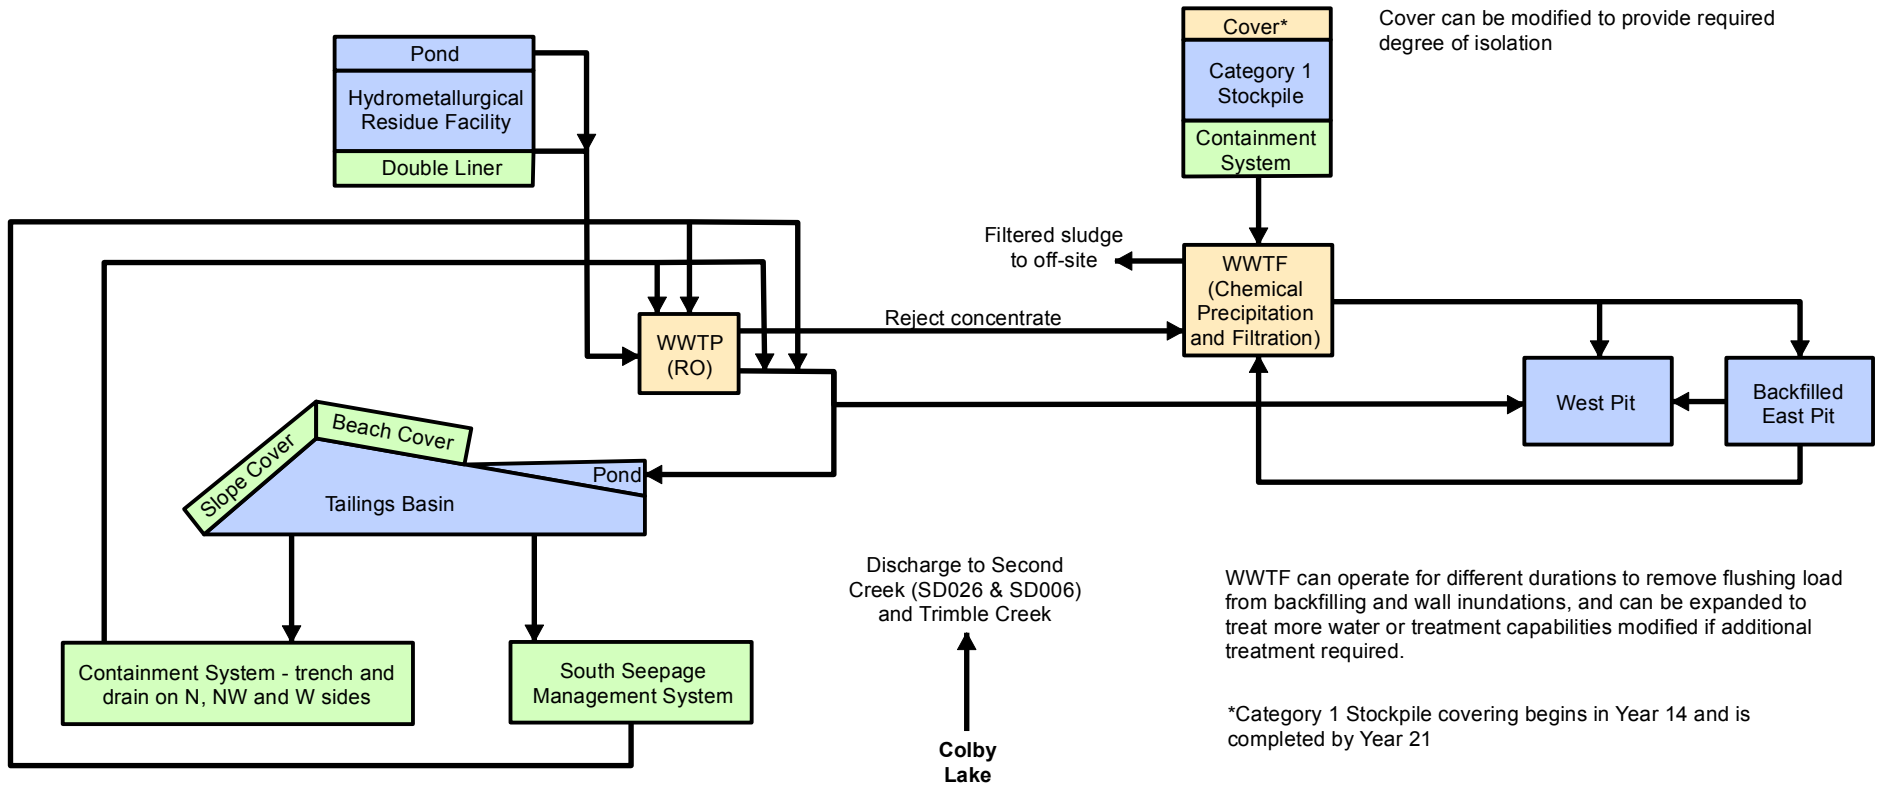 Cover can be modified to provide required
degree of isolation
Cover*
Category 1
Stockpile
Containment
System
Pond
Hydrometallurgical
Residue Facility
Double Liner
Filtered sludge
to off-site
WWTF
(Chemical
Precipitation
and Filtration)
Reject concentrate
WWTP
(RO)
West Pit
Backfilled
East Pit
Slope Cover
Beach Cover
Pond
Tailings Basin
Containment System - trench and
drain on N, NW and W sides
South Seepage
Management System
Discharge to Second
Creek (SD026 & SD006)
and Trimble Creek
Colby
Lake
WWTF can operate for different durations to remove flushing load
from backfilling and wall inundations, and can be expanded to
treat more water or treatment capabilities modified if additional
treatment required.
*Category 1 Stockpile covering begins in Year 14 and is
completed by Year 21